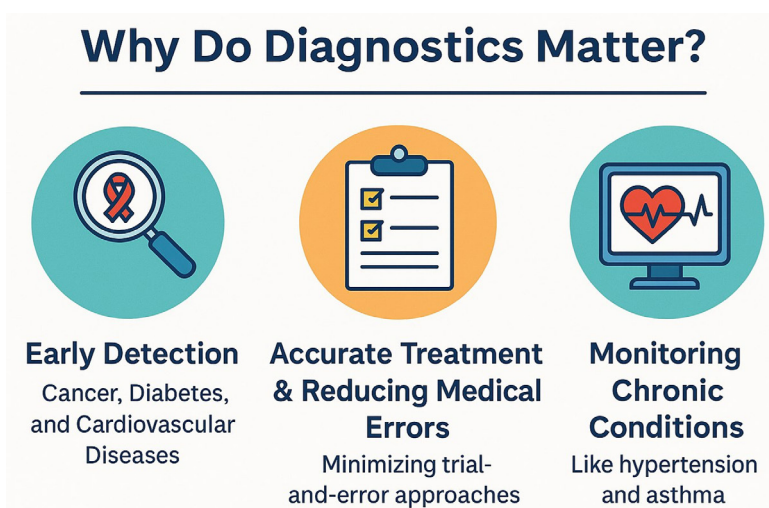 Why Do Diagnostics Matter?
Early Detection
Cancer, Diabetes,
and Cardiovascular
Diseases
Accurate Treatment
& Reducing Medical
Errors
Minimizing trial-
and-error approaches
Monitoring
Chronic
Conditions
Like hypertension
and asthma